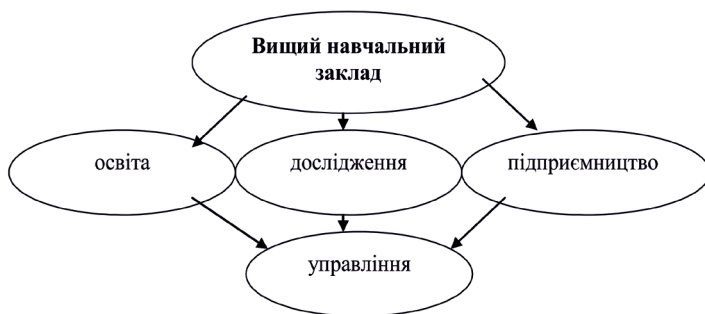 Вищий навчальний
заклад
освіта
дослідження
підприємництво
управління